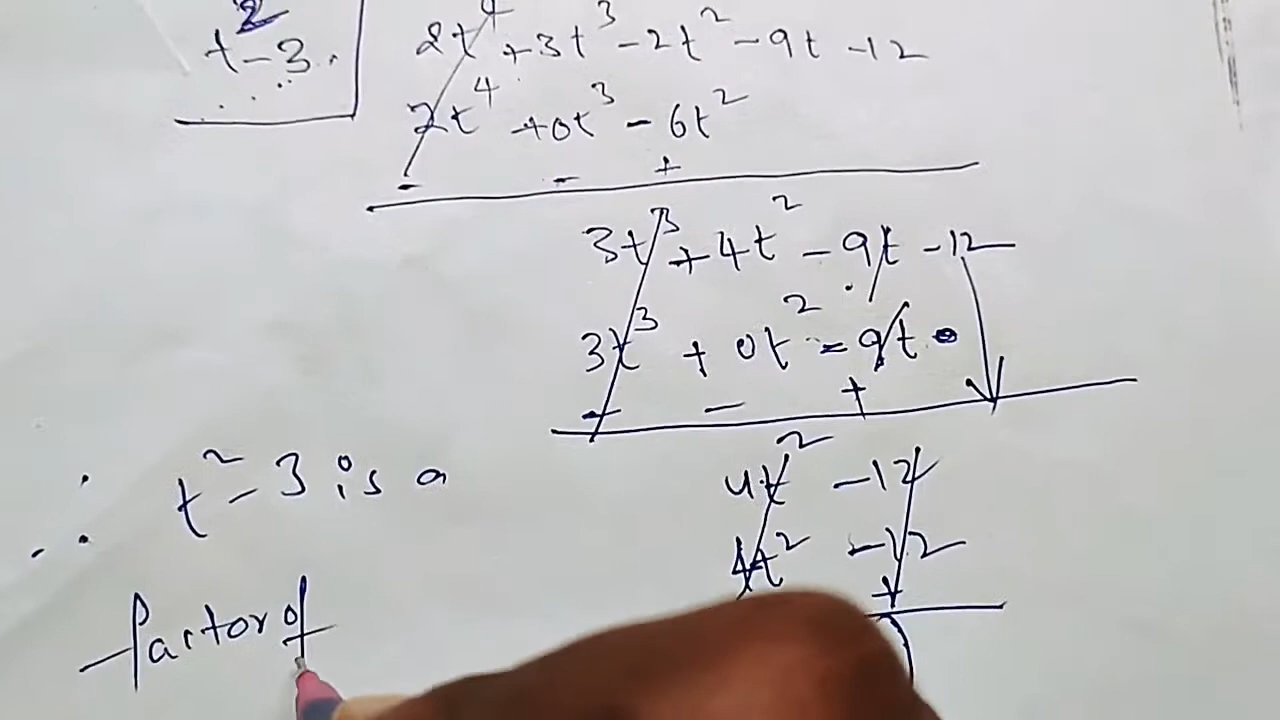 t² - 3
2t⁴ + 3t³ - 2t² - 9t - 12
2t⁴ + 0t³ - 6t²
- - +
3t³ + 4t² - 9t - 12
3t³ + 0t² - 9t
- - +
4t² - 12
4t² - 12
+
∴ t² - 3 is a
factor of